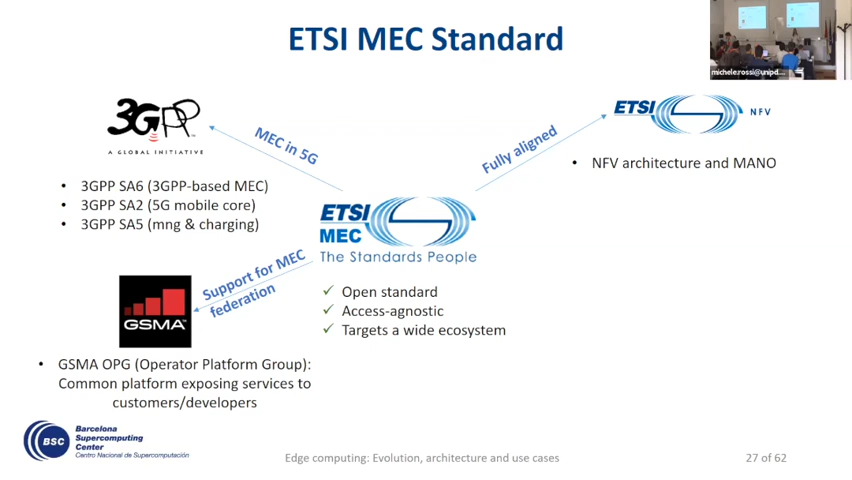 ETSI MEC Standard
michele.rossi@unipd....
3GPP
A GLOBAL INITIATIVE
MEC in 5G
Fully aligned
ETSI NFV
• NFV architecture and MANO
• 3GPP SA6 (3GPP-based MEC)
• 3GPP SA2 (5G mobile core)
• 3GPP SA5 (mng & charging)
ETSI
MEC
The Standards People
Support for MEC
federation
GSMA
✓ Open standard
✓ Access-agnostic
✓ Targets a wide ecosystem
• GSMA OPG (Operator Platform Group):
Common platform exposing services to
customers/developers
BSC
Barcelona
Supercomputing
Center
Centro Nacional de Supercomputación
Edge computing: Evolution, architecture and use cases
27 of 62